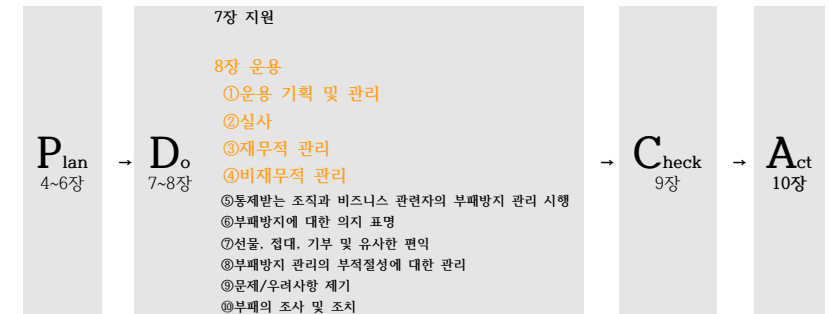 Plan
4~6장
→
Do
7~8장
7장 지원
8장 운용
①운용 기획 및 관리
②실사
③재무적 관리
④비재무적 관리
⑤통제받는 조직과 비즈니스 관련자의 부패방지 관리 시행
⑥부패방지에 대한 의지 표명
⑦선물, 접대, 기부 및 유사한 편익
⑧부패방지 관리의 부적절성에 대한 관리
⑨문제/우려사항 제기
⑩부패의 조사 및 조치
→
Check
9장
→
Act
10장